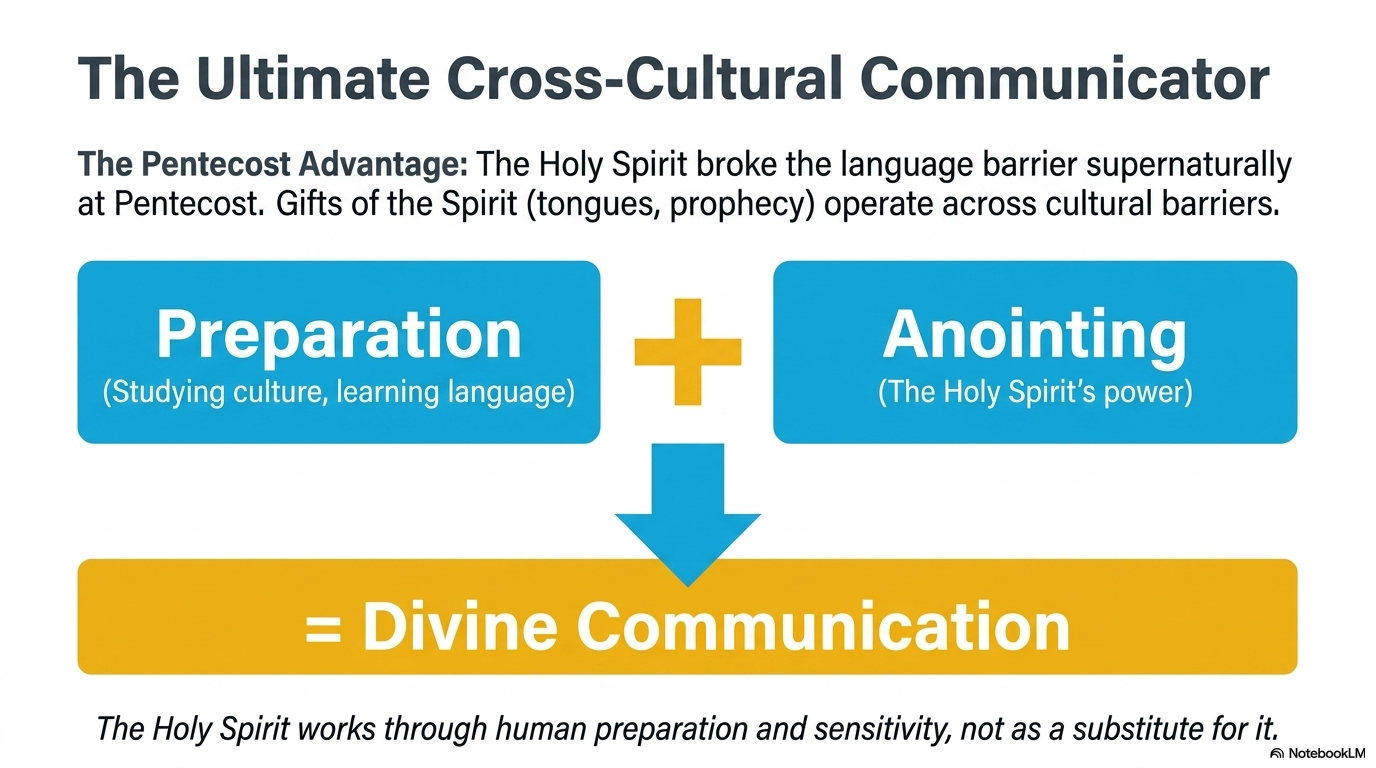 The Ultimate Cross-Cultural Communicator
The Pentecost Advantage: The Holy Spirit broke the language barrier supernaturally
at Pentecost. Gifts of the Spirit (tongues, prophecy) operate across cultural barriers.
Preparation
(Studying culture, learning language)
+
Anointing
(The Holy Spirit's power)
= Divine Communication
The Holy Spirit works through human preparation and sensitivity, not as a substitute for it.
NotebookLM